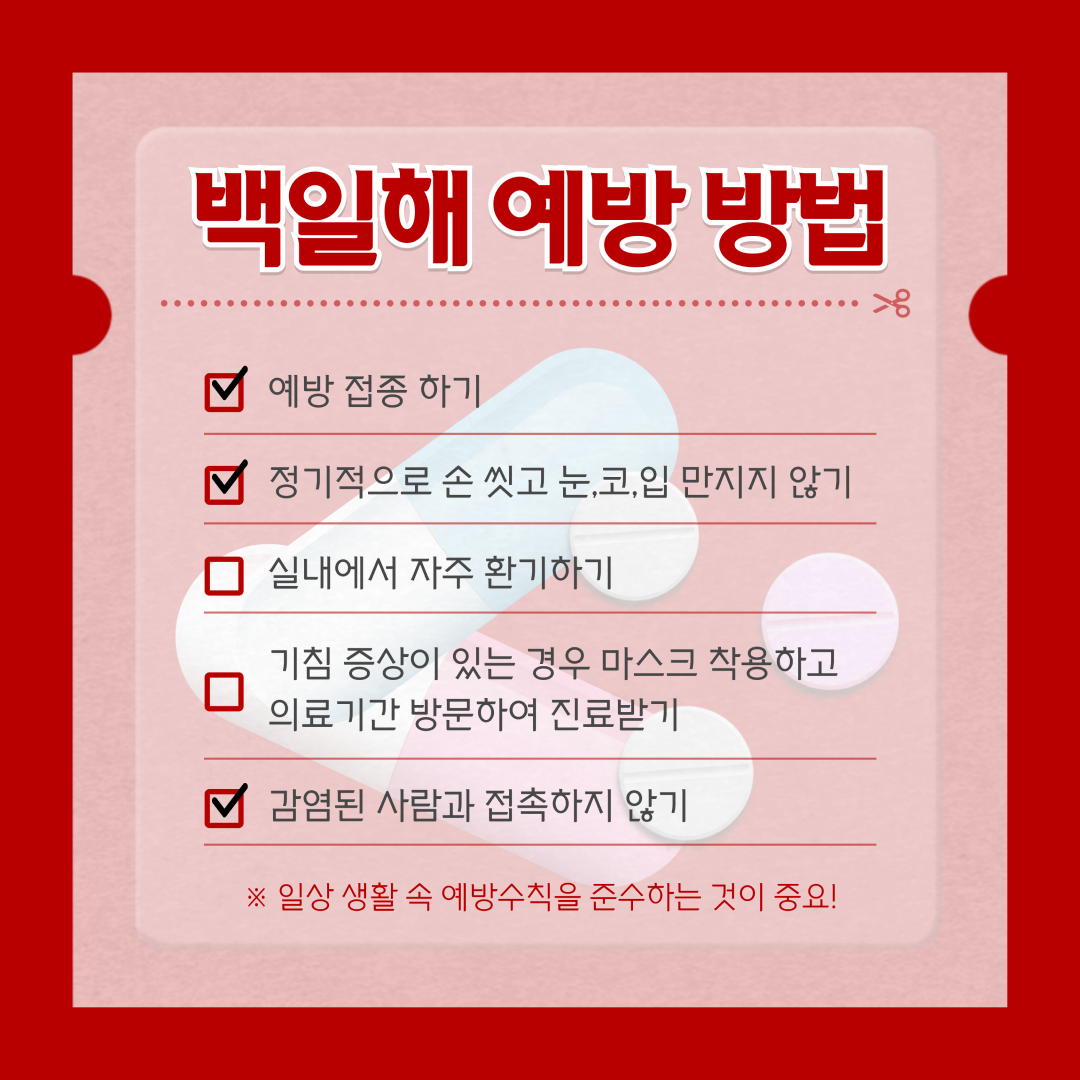 백일해 예방 방법
예방 접종 하기
정기적으로 손 씻고 눈,코,입 만지지 않기
실내에서 자주 환기하기
기침 증상이 있는 경우 마스크 착용하고
의료기간 방문하여 진료받기
감염된 사람과 접촉하지 않기
※ 일상 생활 속 예방수칙을 준수하는 것이 중요!